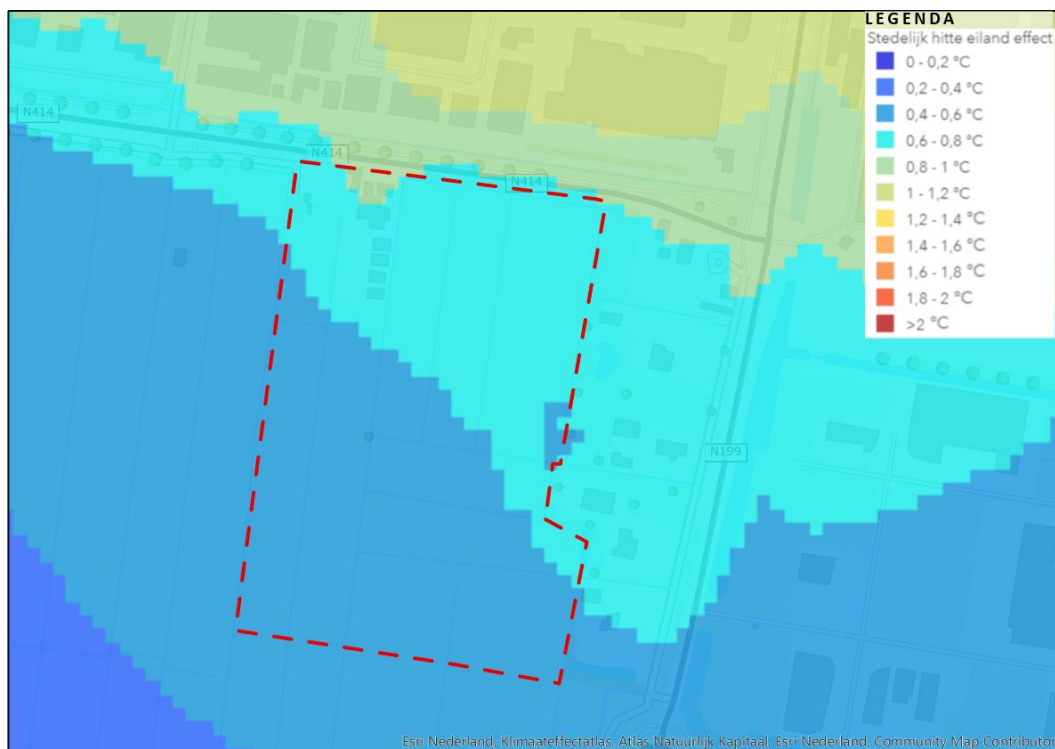 LEGENDA
Stedelijk hitte eiland effect
0 - 0,2 °C
0,2 - 0,4 °C
0,4 - 0,6 °C
0,6 - 0,8 °C
0,8 - 1 °C
1 - 1,2 °C
1,2 - 1,4 °C
1,4 - 1,6 °C
1,6 - 1,8 °C
1,8 - 2 °C
>2 °C
N414
N414
N414
N199
Esri Nederland, Klimaateffectatlas, Atlas Natuurlijk Kapitaal, Esri Nederland, Community Map Contributor